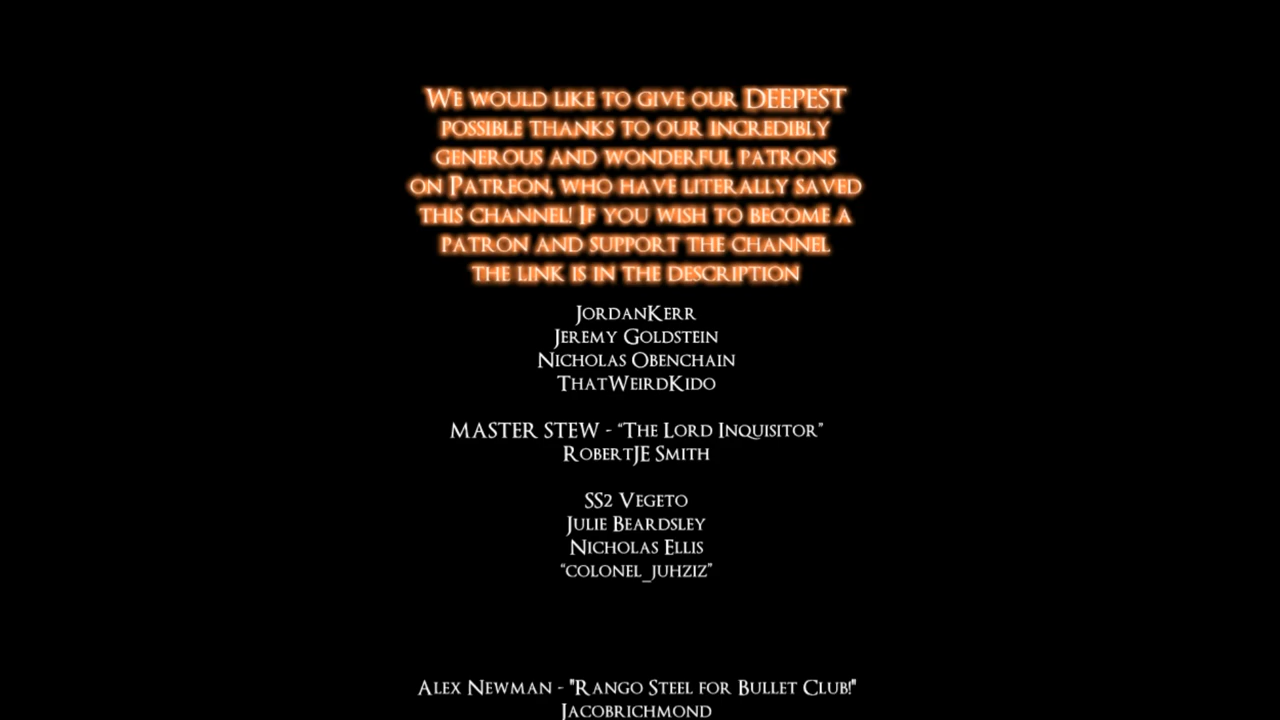 We would like to give our DEEPEST
possible thanks to our incredibly
generous and wonderful patrons
on Patreon, who have literally saved
this channel! If you wish to become a
patron and support the channel
the link is in the description
JordanKerr
Jeremy Goldstein
Nicholas Obenchain
ThatWeirdKido
MASTER STEW - “The Lord Inquisitor”
RobertJE Smith
SS2 Vegeto
Julie Beardsley
Nicholas Ellis
“colonel_juhziz”
Alex Newman - "Rango Steel for Bullet Club!"
Jacobrichmond